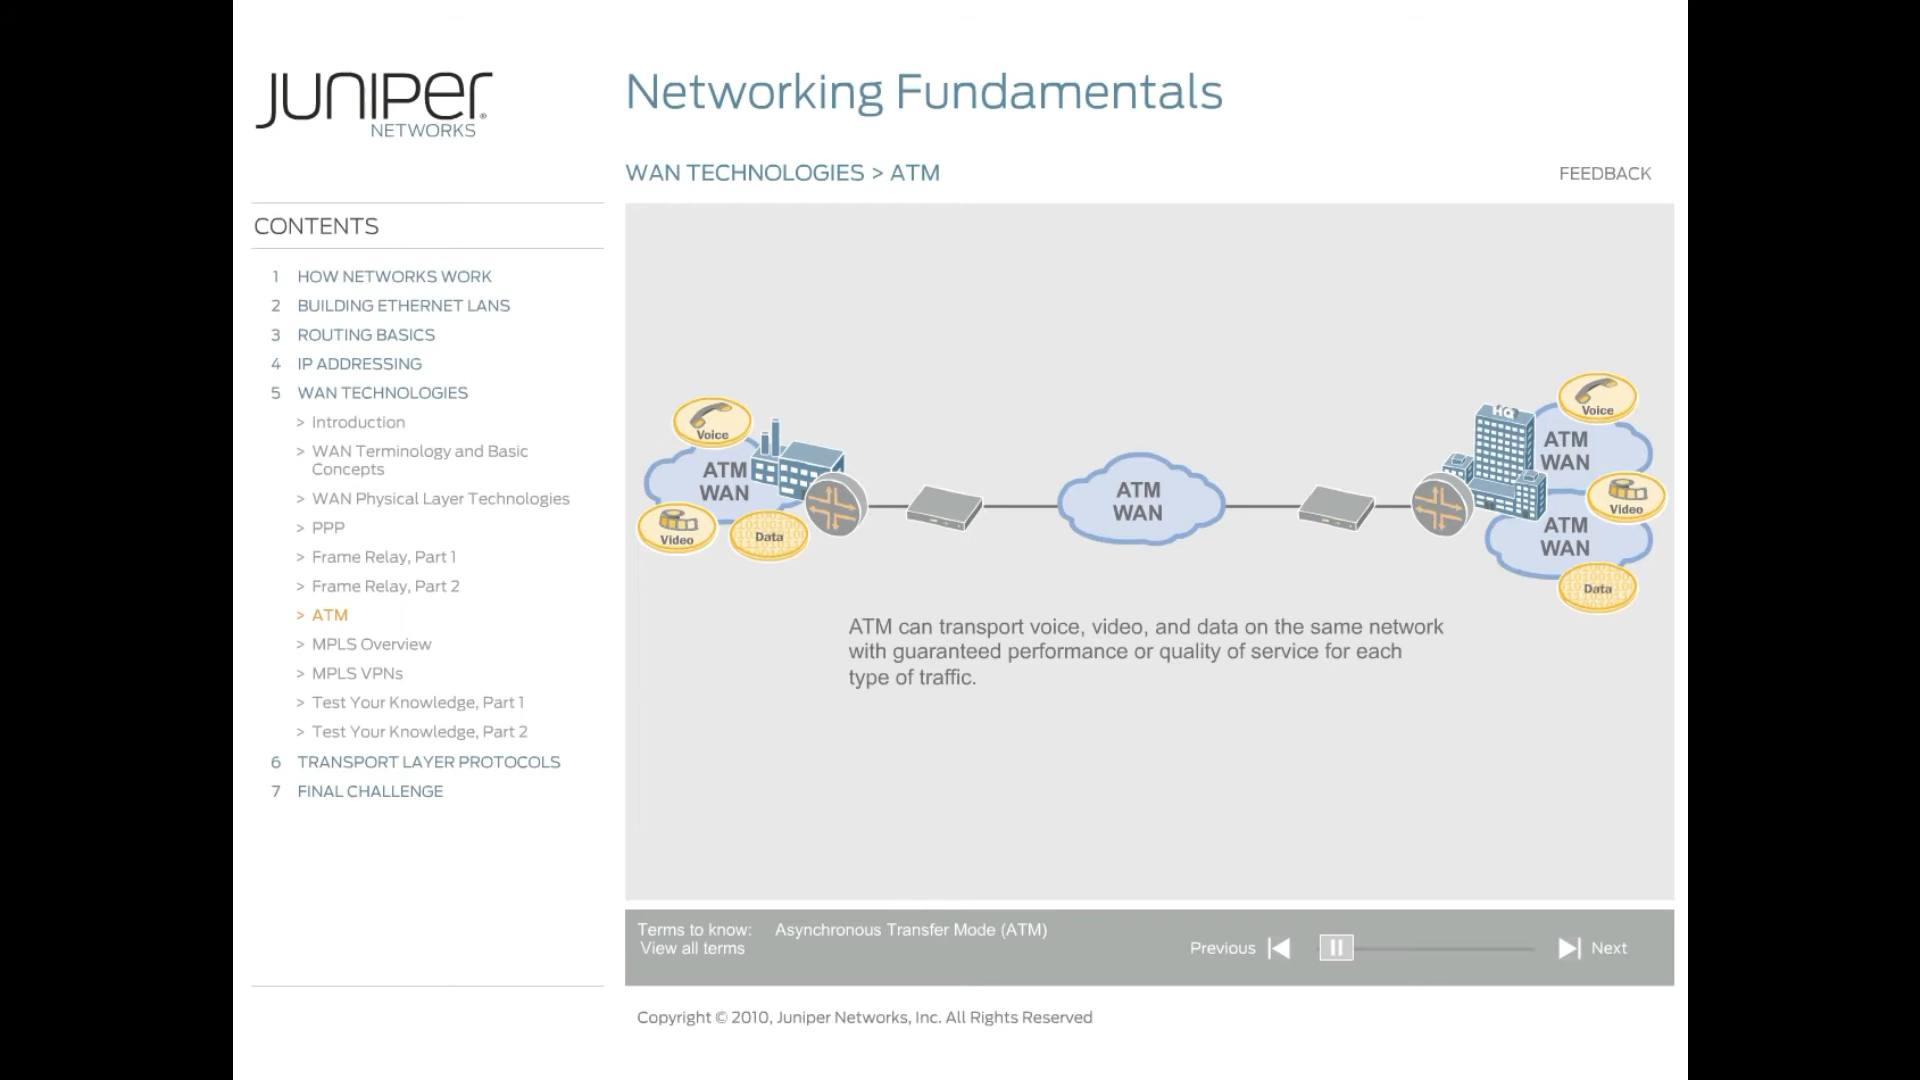 JUNIPER
NETWORKS
Networking Fundamentals
WAN TECHNOLOGIES > ATM
FEEDBACK
CONTENTS
1 HOW NETWORKS WORK
2 BUILDING ETHERNET LANS
3 ROUTING BASICS
4 IP ADDRESSING
5 WAN TECHNOLOGIES
> Introduction
> WAN Terminology and Basic
Concepts
> WAN Physical Layer Technologies
> PPP
> Frame Relay, Part 1
> Frame Relay, Part 2
> ATM
> MPLS Overview
> MPLS VPNs
> Test Your Knowledge, Part 1
> Test Your Knowledge, Part 2
6 TRANSPORT LAYER PROTOCOLS
7 FINAL CHALLENGE
Voice
ATM
WAN
Video
Data
ATM
WAN
HQ
Voice
ATM
WAN
Video
ATM
WAN
Data
ATM can transport voice, video, and data on the same network
with guaranteed performance or quality of service for each
type of traffic.
Terms to know: Asynchronous Transfer Mode (ATM)
View all terms
Previous
Next
Copyright © 2010, Juniper Networks, Inc. All Rights Reserved